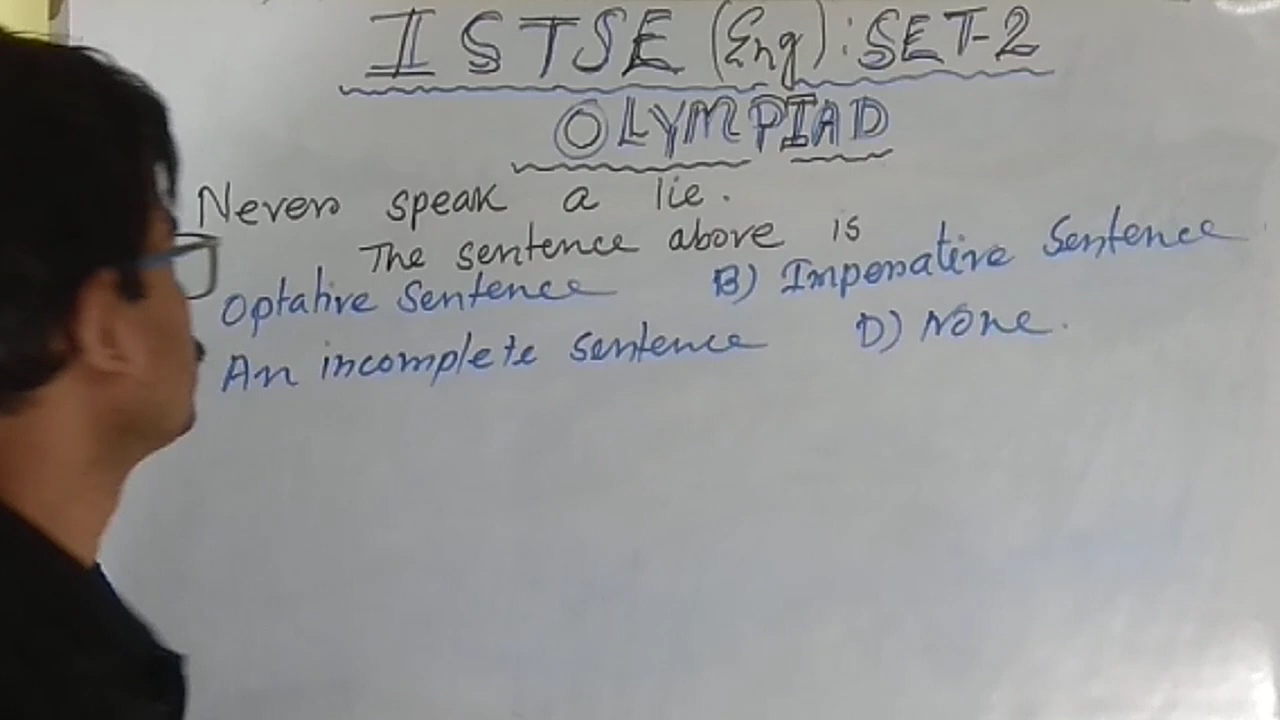 ISTSE (Eng): SET-2
OLYMPIAD
Never speak a lie.
The sentence above is
Optative Sentence B) Imperative Sentence
An incomplete sentence D) None.